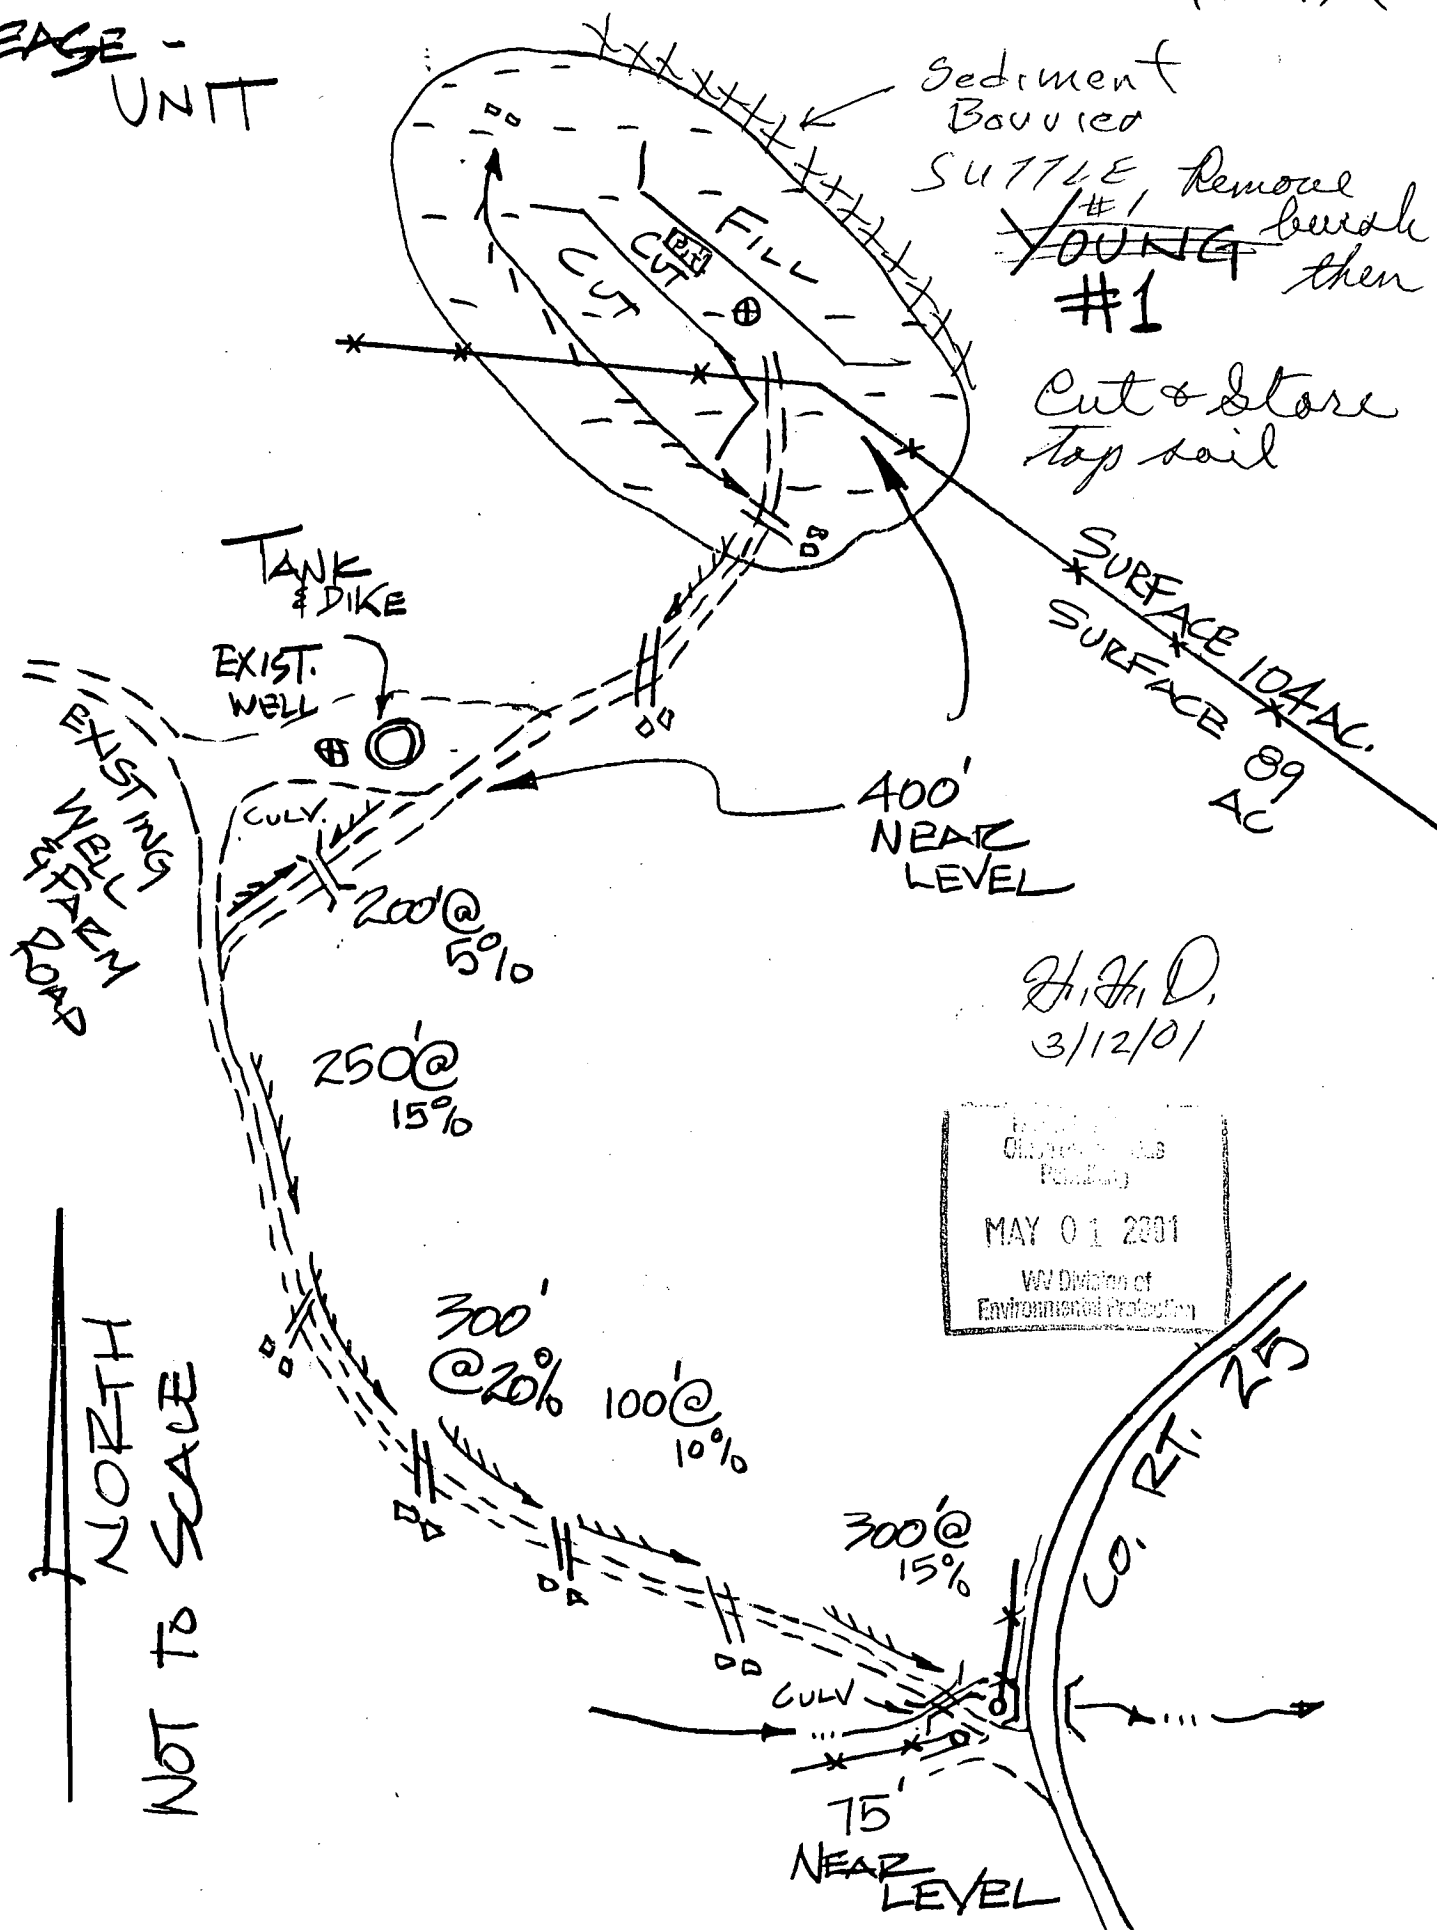 EASE -
UNIT
Sediment
SUTTLE
#1
YOUNG
#1
Remove
brush
then
Cut & Store
top soil
FILL
CUT
Pit
CUT
TANK
& DIKE
EXIST.
WELL
SURFACE 104 AC.
SURFACE 89
AC
EXISTING
WELL
& FARM
ROAD
CULV.
400'
NEAR
LEVEL
200'@
5%
H.H.D.
3/12/01
250'@
15%
MAY 01 2001
WV Division of
Environmental Protection
300'
@20%
100'@
10%
300'@
15%
CO. RT. 25
NORTH
NOT TO SCALE
CULV
75'
NEAR
LEVEL